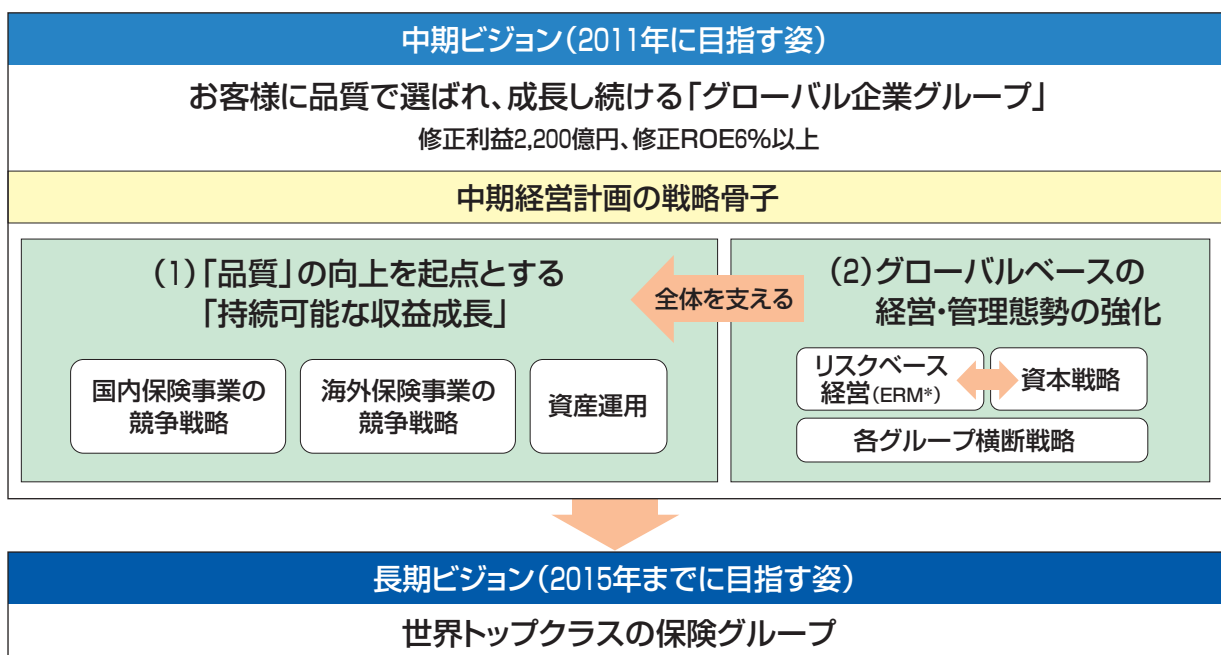 中期ビジョン（2011年に目指す姿）
お客様に品質で選ばれ、成長し続ける「グローバル企業グループ」
修正利益2,200億円、修正ROE6%以上
中期経営計画の戦略骨子
（1）「品質」の向上を起点とする
「持続可能な収益成長」
国内保険事業の
競争戦略
海外保険事業の
競争戦略
資産運用
全体を支える
（2）グローバルベースの
経営・管理態勢の強化
リスクベース
経営（ERM*）
資本戦略
各グループ横断戦略
長期ビジョン（2015年までに目指す姿）
世界トップクラスの保険グループ